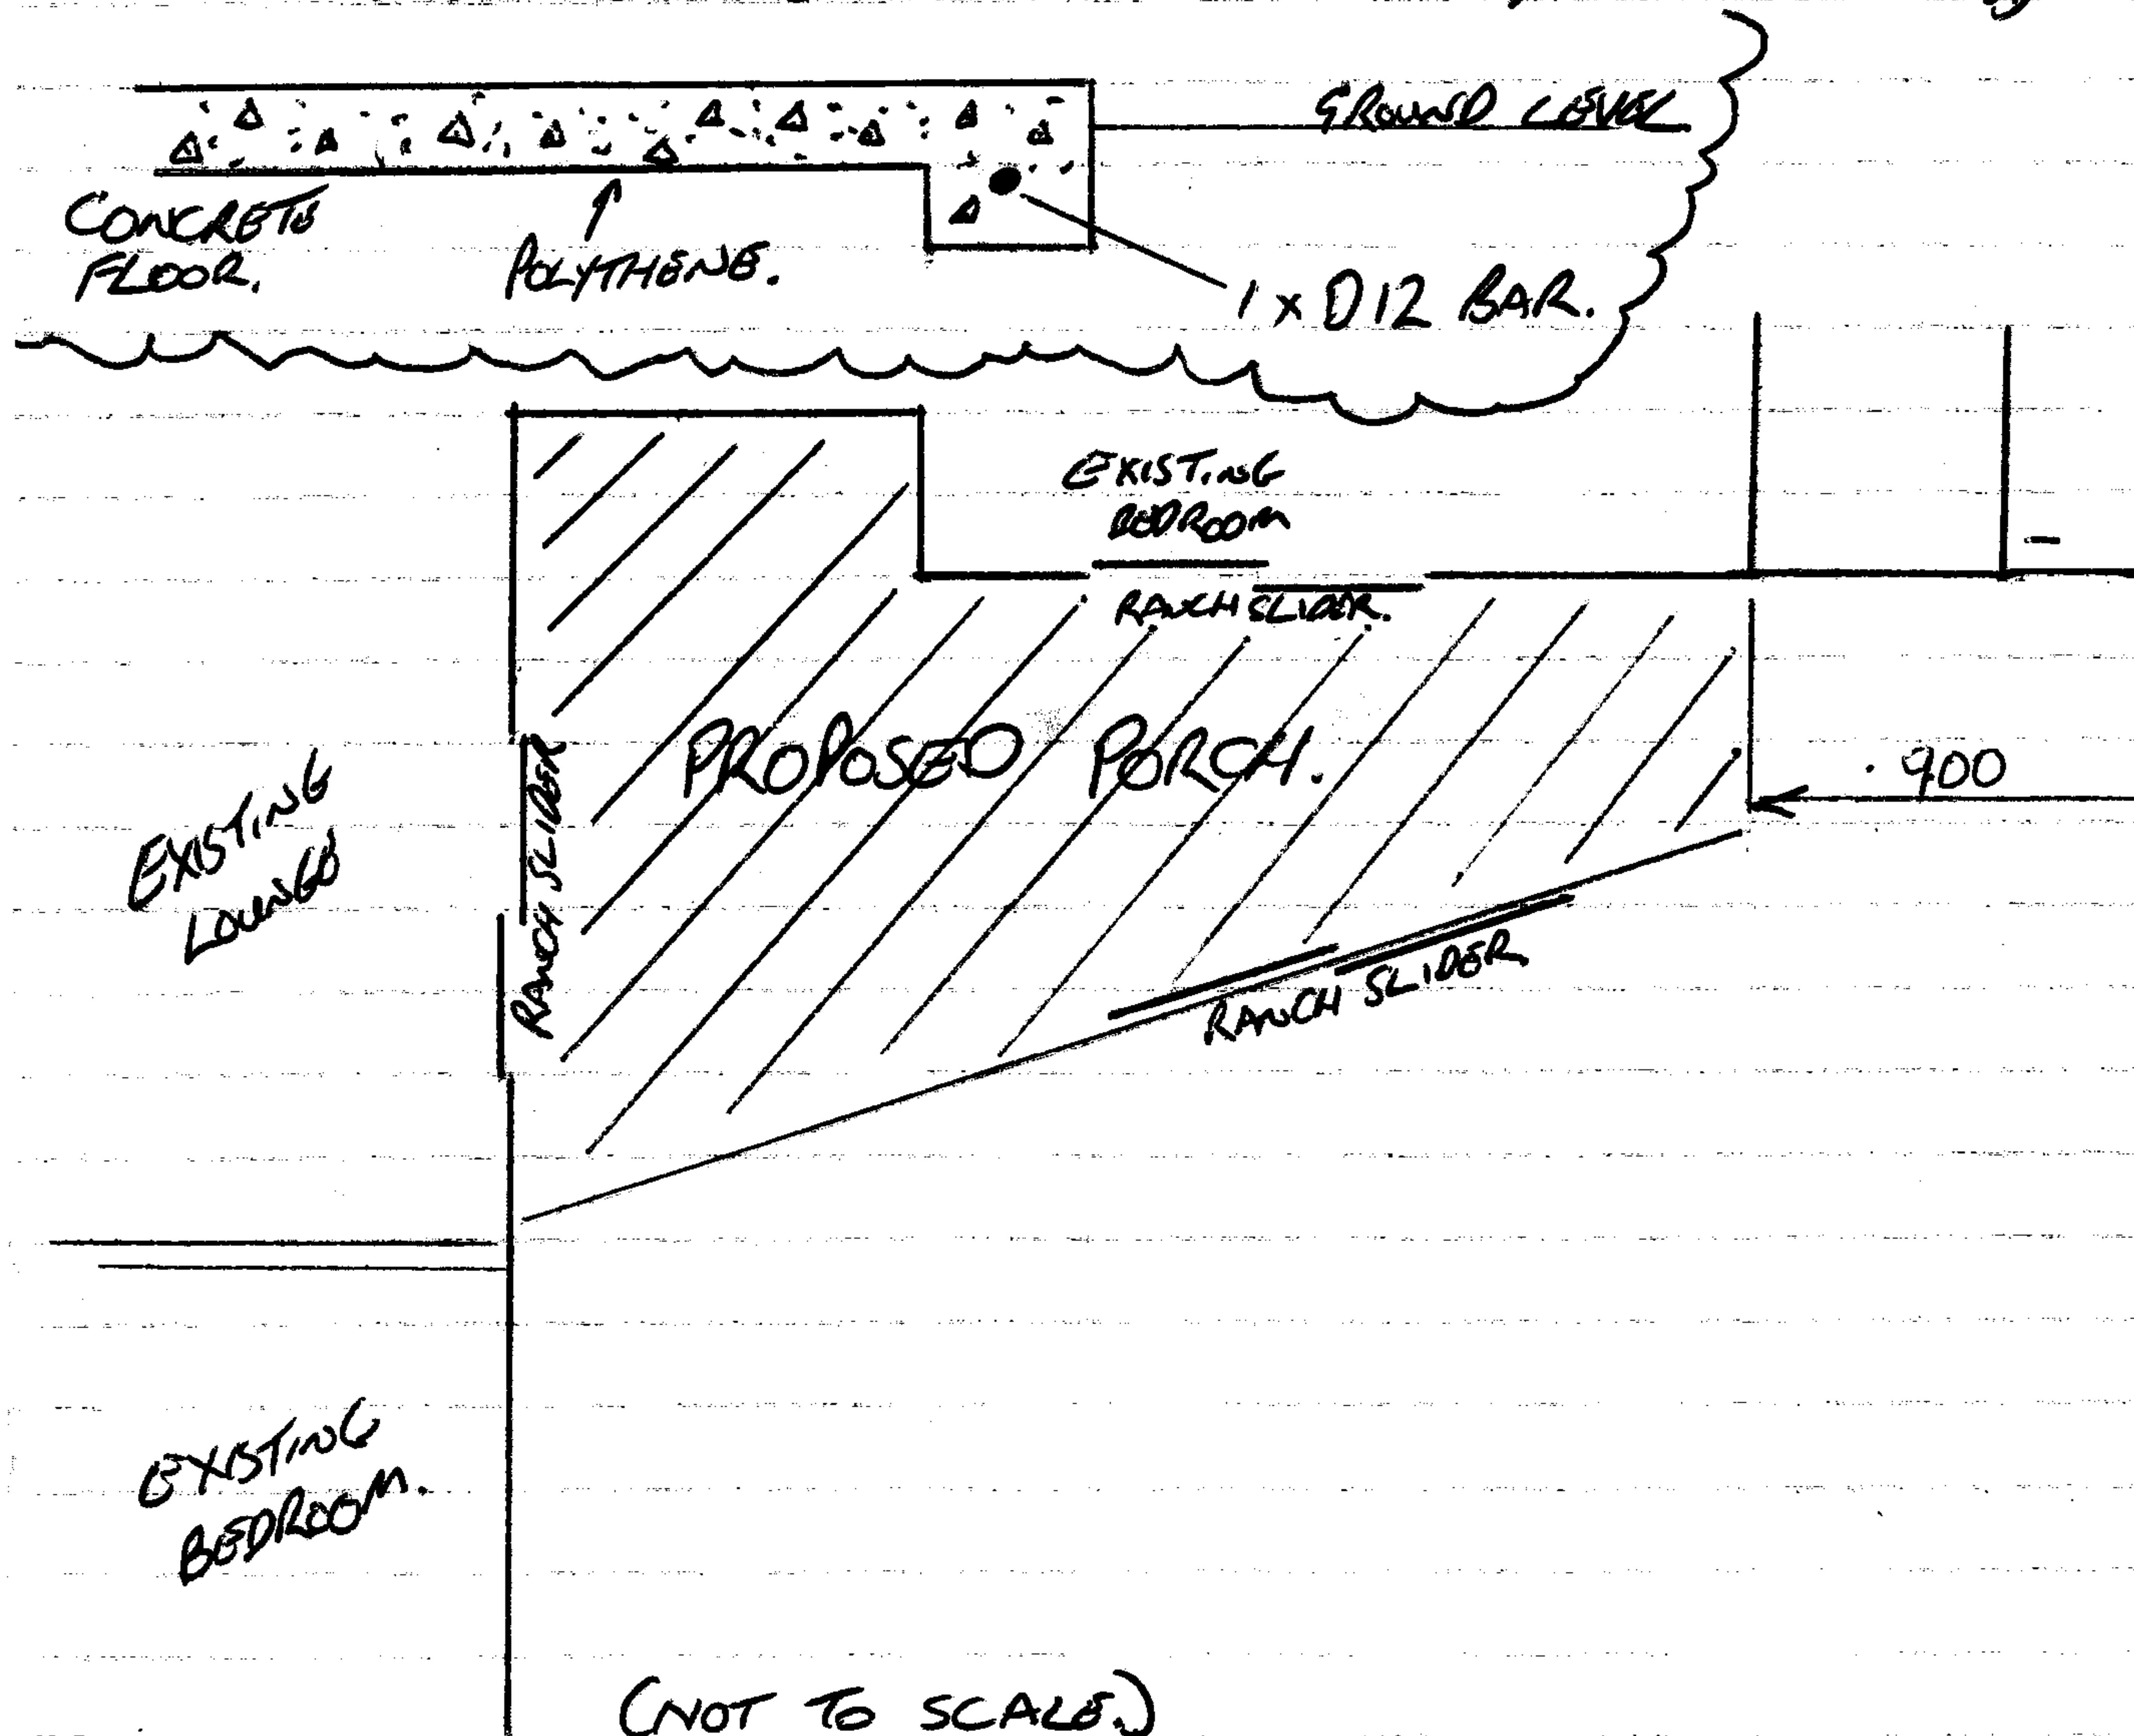 GROUND LEVEL
CONCRETE
FLOOR.
POLYTHENE.
1 x D12 BAR.
EXISTING
BEDROOM
RANCH SLIDER.
PROPOSED PORCH.
900
RANCH SLIDER
EXISTING
LOUNGE
RANCH SLIDER
EXISTING
BEDROOM.
(NOT TO SCALE.)